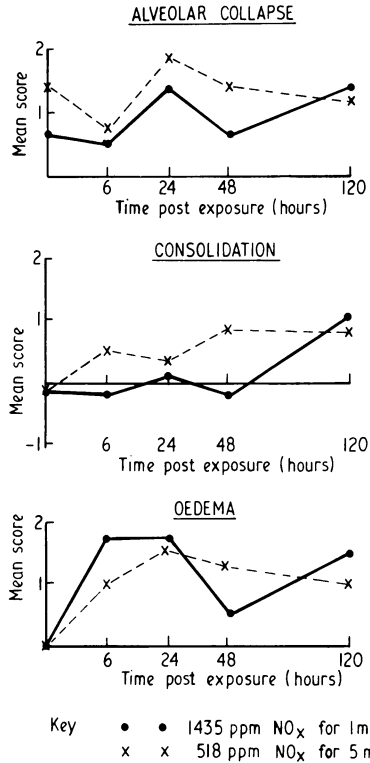 ALVEOLAR COLLAPSE
2
1
Mean score
6 24 48 120
Time post exposure (hours)
CONSOLIDATION
2
1
-1
Mean score
6 24 48 120
Time post exposure (hours)
OEDEMA
2
1
Mean score
6 24 48 120
Time post exposure (hours)
Key
● ● 1435 ppm NOx for 1m
x x 518 ppm NOx for 5